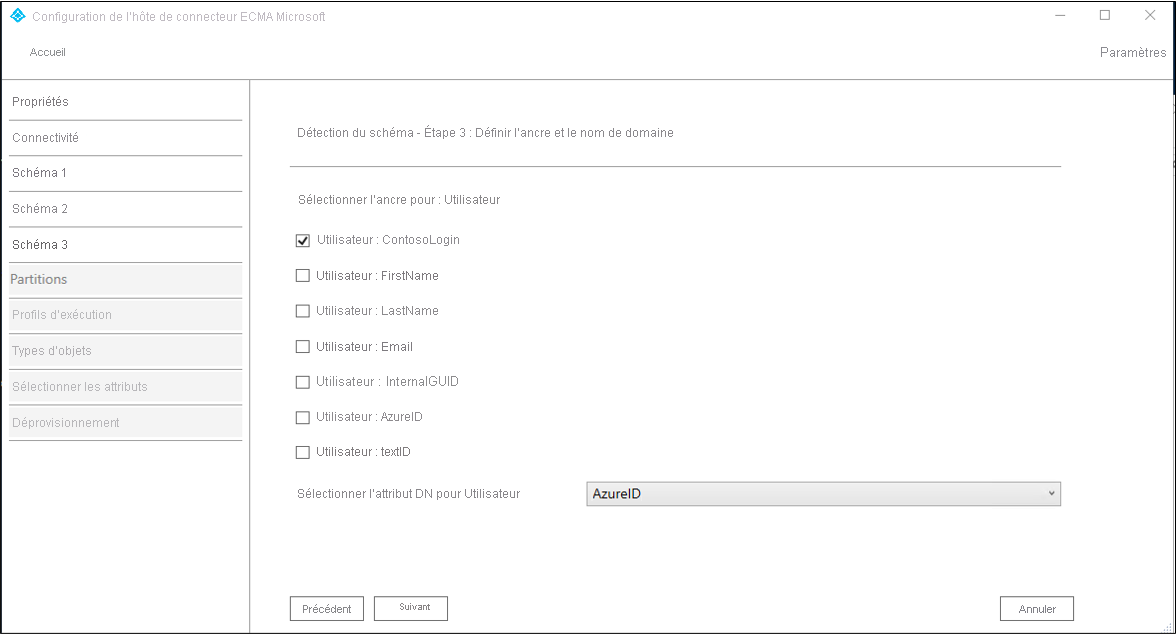 Configuration de l'hôte de connecteur ECMA Microsoft
Accueil
Paramètres
Propriétés
Connectivité
Schéma 1
Schéma 2
Schéma 3
Partitions
Profils d'exécution
Types d'objets
Sélectionner les attributs
Déprovisionnement
Détection du schéma - Étape 3 : Définir l'ancre et le nom de domaine
Sélectionner l'ancre pour : Utilisateur
Utilisateur : ContosoLogin
Utilisateur : FirstName
Utilisateur : LastName
Utilisateur : Email
Utilisateur :: InternalGUID
Utilisateur : AzureID
Utilisateur : textID
Sélectionner l'attribut DN pour Utilisateur
AzureID
Précédent
Suivant
Annuler